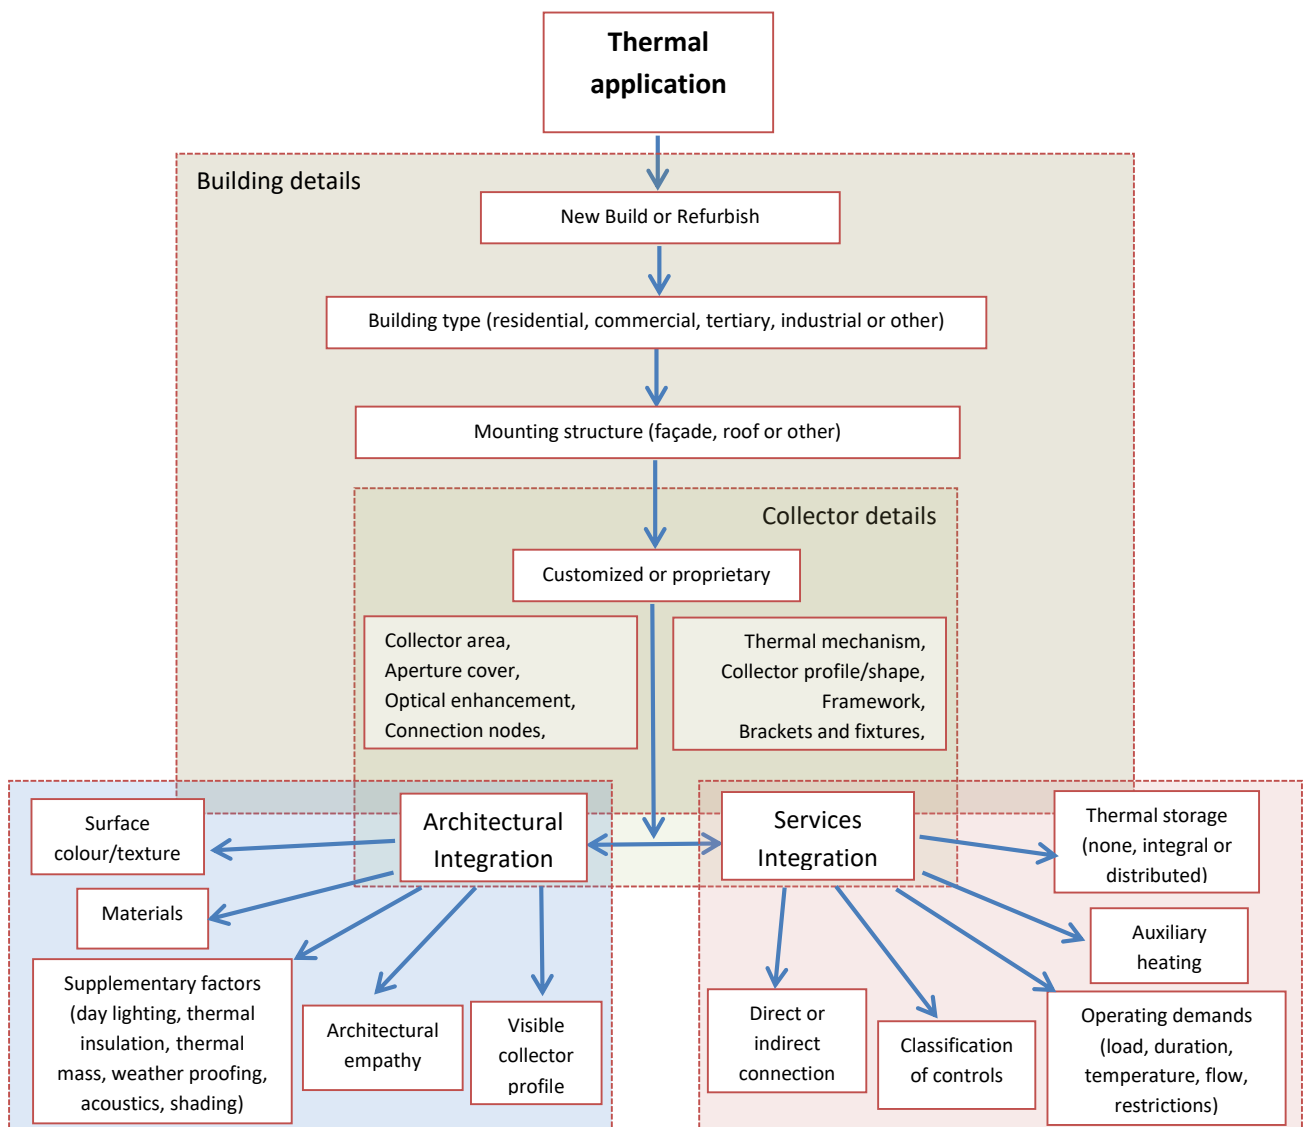 Thermal
application
Building details
New Build or Refurbish
Building type (residential, commercial, tertiary, industrial or other)
Mounting structure (façade, roof or other)
Collector details
Customized or proprietary
Collector area,
Aperture cover,
Optical enhancement,
Connection nodes,
Thermal mechanism,
Collector profile/shape,
Framework,
Brackets and fixtures,
Architectural
Integration
Services
Integration
Surface
colour/texture
Materials
Supplementary factors
(day lighting, thermal
insulation, thermal
mass, weather proofing,
acoustics, shading)
Architectural
empathy
Visible
collector
profile
Direct or
indirect
connection
Classification
of controls
Thermal storage
(none, integral or
distributed)
Auxiliary
heating
Operating demands
(load, duration,
temperature, flow,
restrictions)